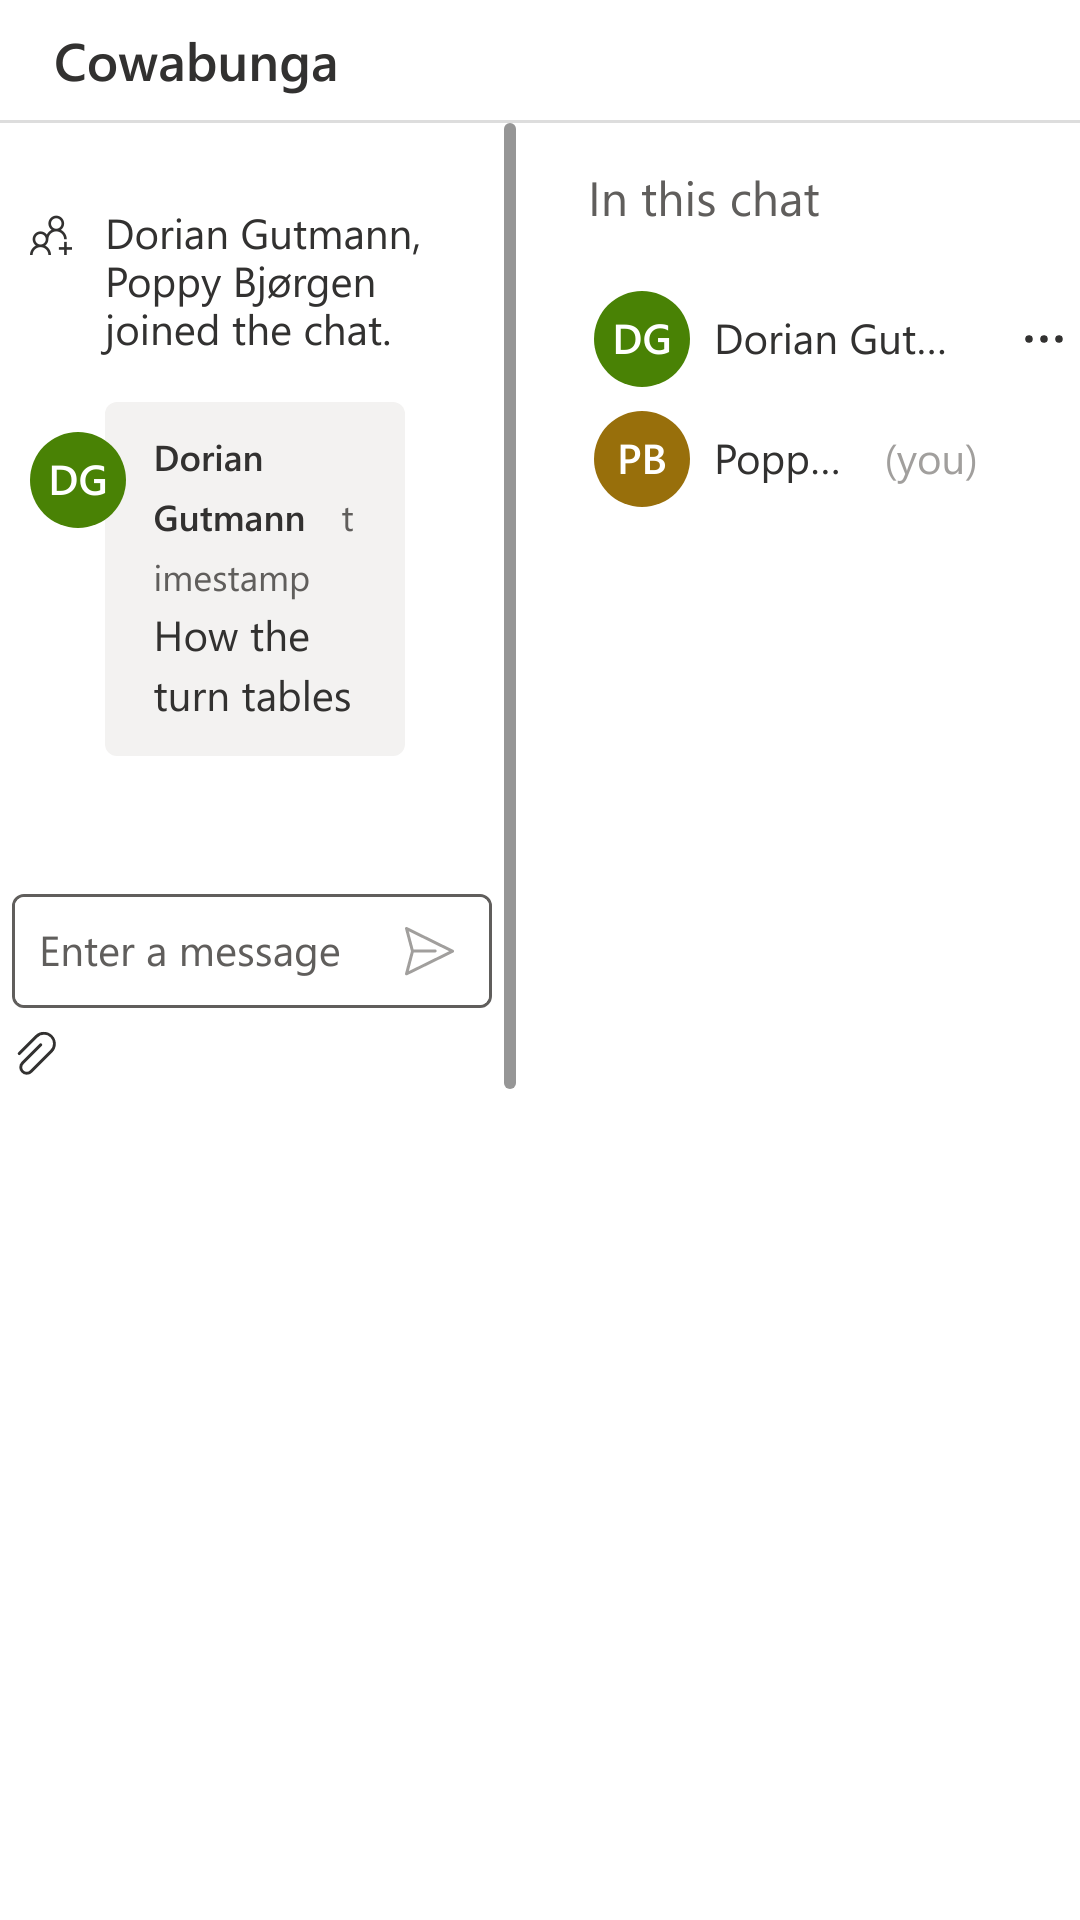 Cowabunga
Dorian Gutmann,
Poppy Bjørgen
joined the chat.
DG
Dorian
Gutmann t
imestamp
How the
turn tables
Enter a message
In this chat
DG Dorian Gut...
PB Popp... (you)